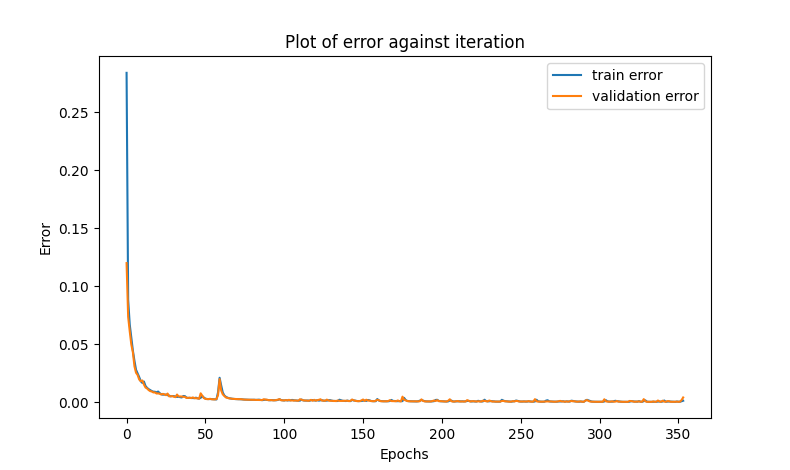 Plot of error against iteration
train error
validation error
0.25
0.20
0.15
0.10
0.05
0.00
Error
0 50 100 150 200 250 300 350
Epochs